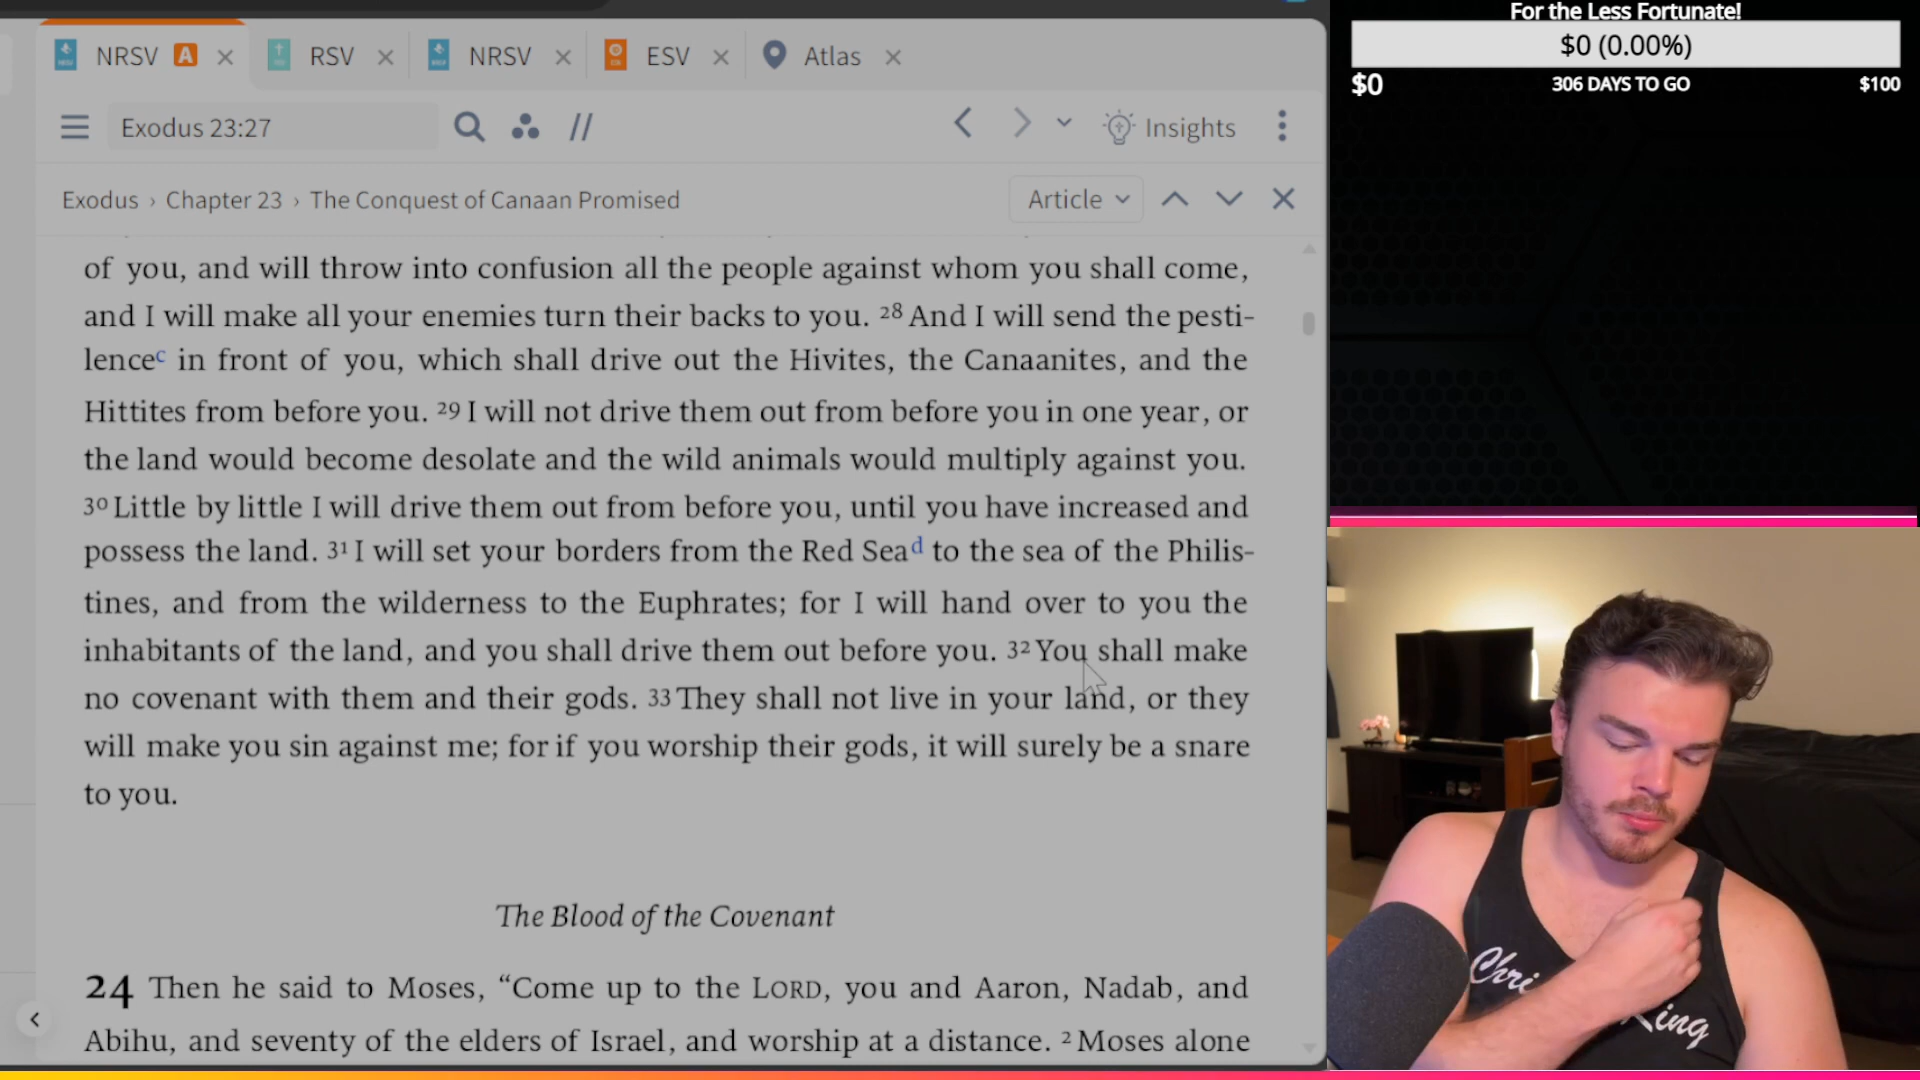 For the Less Fortunate!
$0 (0.00%)
$0 306 DAYS TO GO $100
NRSV A RSV NRSV ESV Atlas
Exodus 23:27 Insights
Exodus › Chapter 23 › The Conquest of Canaan Promised Article
of you, and will throw into confusion all the people against whom you shall come,
and I will make all your enemies turn their backs to you. 28 And I will send the pesti-
lencec in front of you, which shall drive out the Hivites, the Canaanites, and the
Hittites from before you. 29 I will not drive them out from before you in one year, or
the land would become desolate and the wild animals would multiply against you.
30 Little by little I will drive them out from before you, until you have increased and
possess the land. 31 I will set your borders from the Red Sead to the sea of the Philis-
tines, and from the wilderness to the Euphrates; for I will hand over to you the
inhabitants of the land, and you shall drive them out before you. 32 You shall make
no covenant with them and their gods. 33 They shall not live in your land, or they
will make you sin against me; for if you worship their gods, it will surely be a snare
to you.
The Blood of the Covenant
24 Then he said to Moses, “Come up to the LORD, you and Aaron, Nadab, and
Abihu, and seventy of the elders of Israel, and worship at a distance. 2 Moses alone
Chri
King